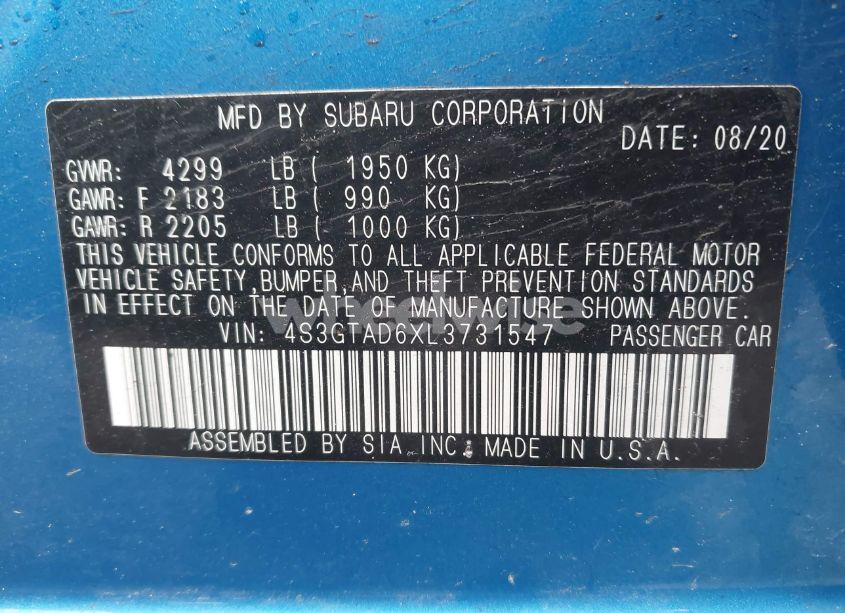 MFD BY SUBARU CORPORATION
DATE: 08/20
GVWR: 4299 LB ( 1950 KG)
GAWR: F 2183 LB ( 990 KG)
GAWR: R 2205 LB ( 1000 KG)
THIS VEHICLE CONFORMS TO ALL APPLICABLE FEDERAL MOTOR
VEHICLE SAFETY,BUMPER,AND THEFT PREVENTION STANDARDS
IN EFFECT ON THE DATE OF MANUFACTURE SHOWN ABOVE.
VIN: 4S3GTAD6XL3731547 PASSENGER CAR
ASSEMBLED BY SIA,INC. MADE IN U.S.A.